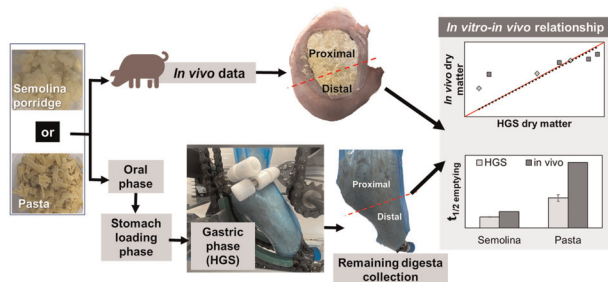 Semolina
porridge
or
Pasta
In vivo data
Proximal
Distal
Oral
phase
Stomach
loading
phase
Gastric
phase
(HGS)
Proximal
Distal
Remaining digesta
collection
In vitro-in vivo relationship
In vivo dry
matter
HGS dry matter
HGS
in vivo
t1/2 emptying
Semolina
Pasta